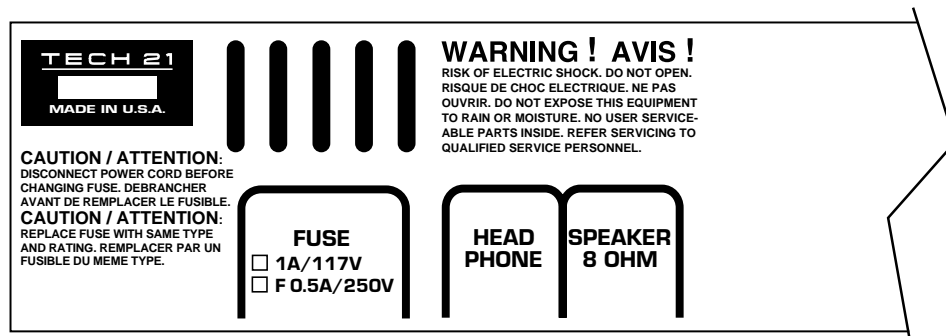 TECH 21
MADE IN U.S.A.
CAUTION / ATTENTION:
DISCONNECT POWER CORD BEFORE
CHANGING FUSE. DEBRANCHER
AVANT DE REMPLACER LE FUSIBLE.
CAUTION / ATTENTION:
REPLACE FUSE WITH SAME TYPE
AND RATING. REMPLACER PAR UN
FUSIBLE DU MEME TYPE.
FUSE
☐ 1A/117V
☐ F 0.5A/250V
WARNING ! AVIS !
RISK OF ELECTRIC SHOCK. DO NOT OPEN.
RISQUE DE CHOC ELECTRIQUE. NE PAS
OUVRIR. DO NOT EXPOSE THIS EQUIPMENT
TO RAIN OR MOISTURE. NO USER SERVICE-
ABLE PARTS INSIDE. REFER SERVICING TO
QUALIFIED SERVICE PERSONNEL.
HEAD
PHONE
SPEAKER
8 OHM